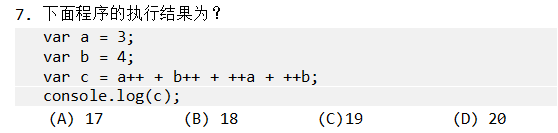 7. 下面程序的执行结果为？
var a = 3;
var b = 4;
var c = a++ + b++ + ++a + ++b;
console.log(c);
(A) 17 (B) 18 (C)19 (D) 20